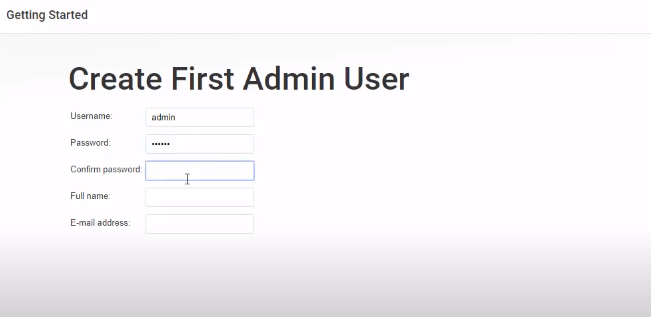 Getting Started
Create First Admin User
Username: admin
Password: ••••••
Confirm password:
Full name:
E-mail address: